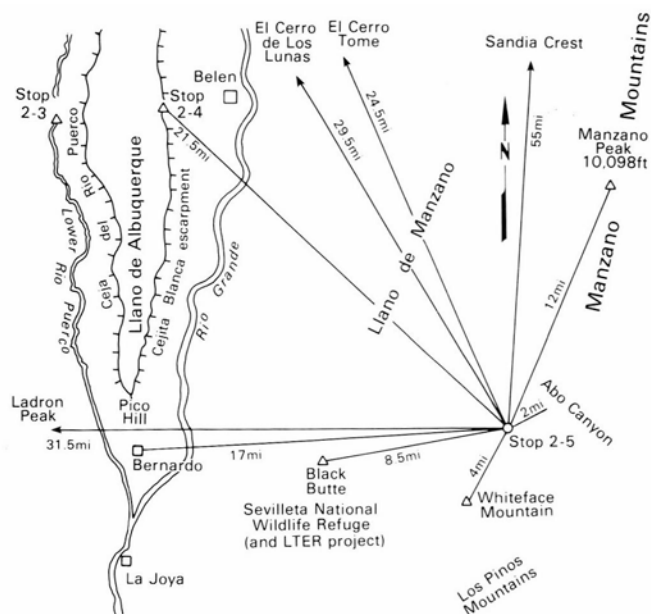 El Cerro
de Los
Lunas
El Cerro
Tome
Sandia Crest
Mountains
Belen
Stop
2-3
Stop
2-4
21.5mi
29.5mi
24.5mi
55mi
N
Manzano
Peak
10,098ft
Manzano
12mi
Llano de Manzano
Ceja del Rio Puerco
Llano de Albuquerque
Cejita Blanca escarpment
Rio Grande
Lower Rio Puerco
Ladron
Peak
31.5mi
Pico
Hill
Bernardo
17mi
8.5mi
Black
Butte
Sevilleta National
Wildlife Refuge
(and LTER project)
2mi
Abo Canyon
Stop 2-5
4mi
Whiteface
Mountain
La Joya
Los Pinos
Mountains